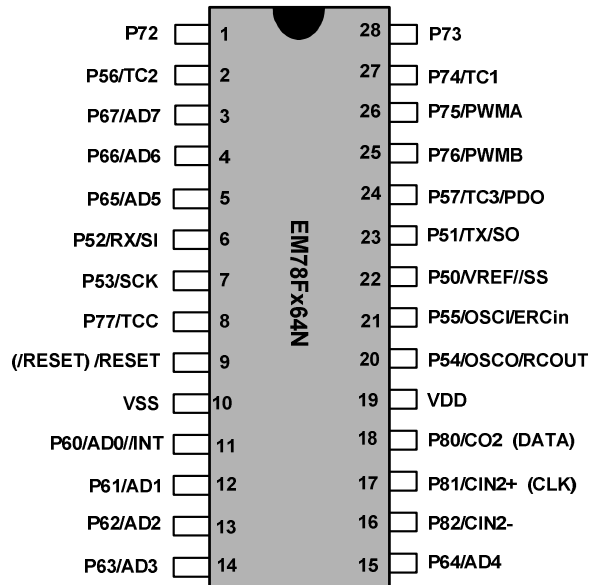 P72 1 28 P73
P56/TC2 2 27 P74/TC1
P67/AD7 3 26 P75/PWMA
P66/AD6 4 25 P76/PWMB
P65/AD5 5 24 P57/TC3/PDO
P52/RX/SI 6 23 P51/TX/SO
P53/SCK 7 22 P50/VREF//SS
P77/TCC 8 21 P55/OSCI/ERCin
(/RESET) /RESET 9 20 P54/OSCO/RCOUT
VSS 10 19 VDD
P60/AD0//INT 11 18 P80/CO2 (DATA)
P61/AD1 12 17 P81/CIN2+ (CLK)
P62/AD2 13 16 P82/CIN2-
P63/AD3 14 15 P64/AD4
EM78Fx64N